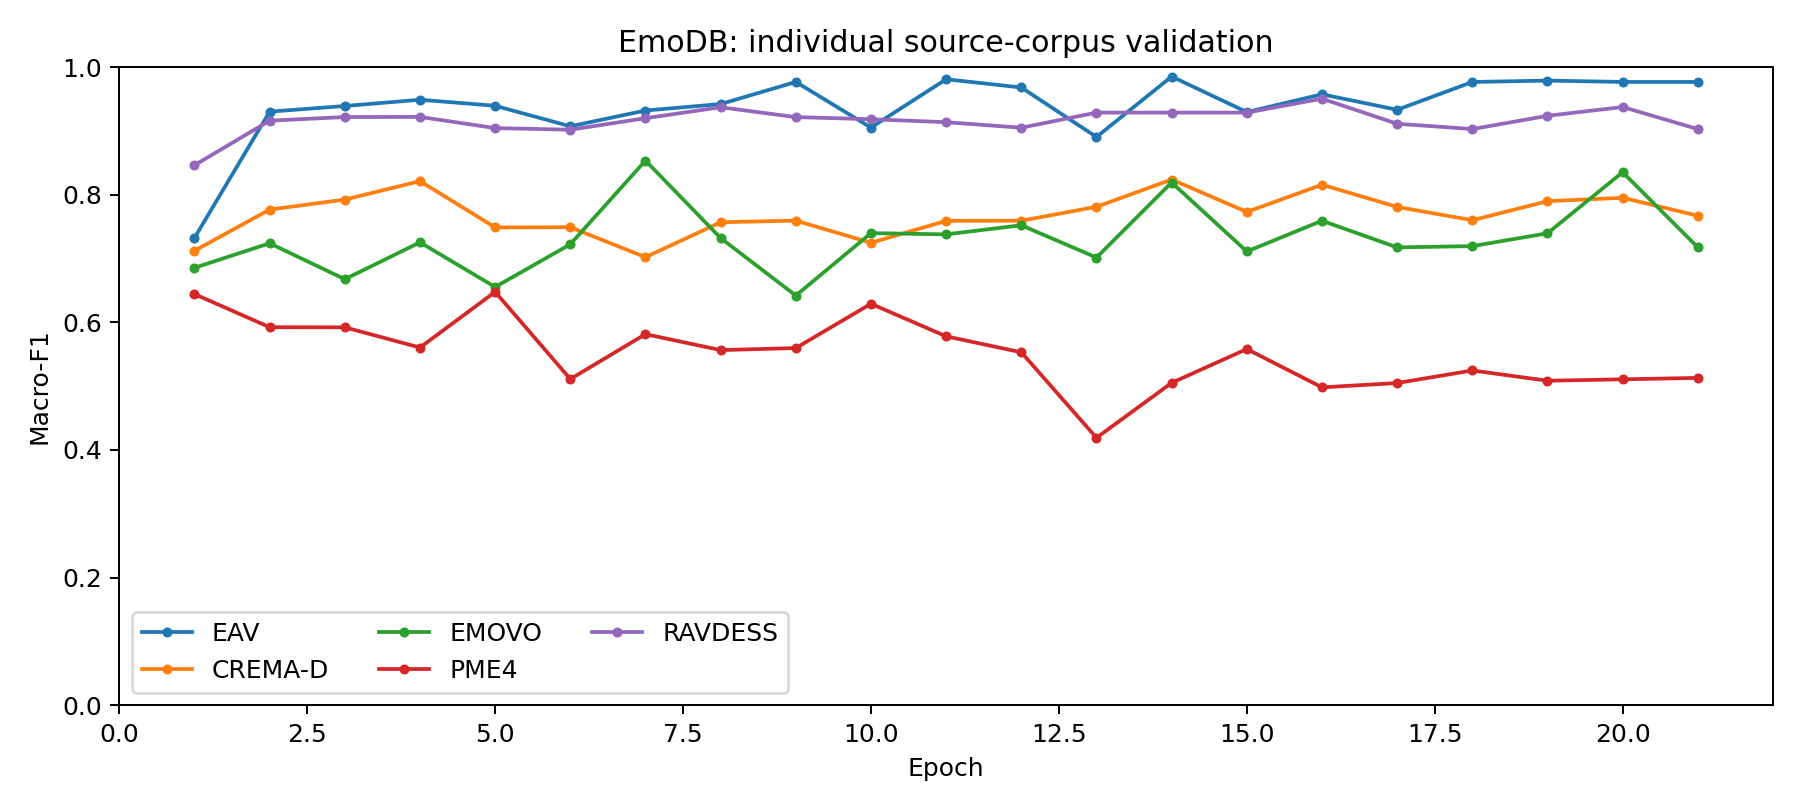 EmoDB: individual source-corpus validation
Macro-F1
1.0
0.8
0.6
0.4
0.2
0.0
EAV
CREMA-D
EMOVO
PME4
RAVDESS
0.0 2.5 5.0 7.5 10.0 12.5 15.0 17.5 20.0
Epoch